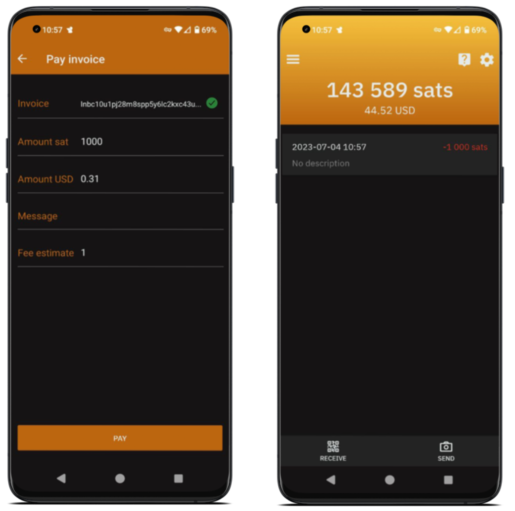 10:57
69%
Pay invoice
Invoice lnbc10u1pj28m8spp5y6lc2kxc43u...
Amount sat 1000
Amount USD 0.31
Message
Fee estimate 1
PAY
10:57
69%
143 589 sats
44.52 USD
2023-07-04 10:57 -1 000 sats
No description
RECEIVE SEND